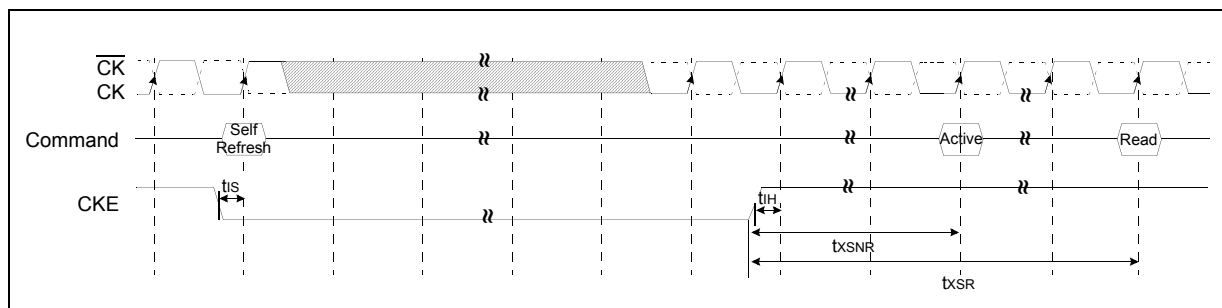 CK
CK
Command
Self
Refresh
Active
Read
CKE
tIS
tIH
tXSNR
tXSR